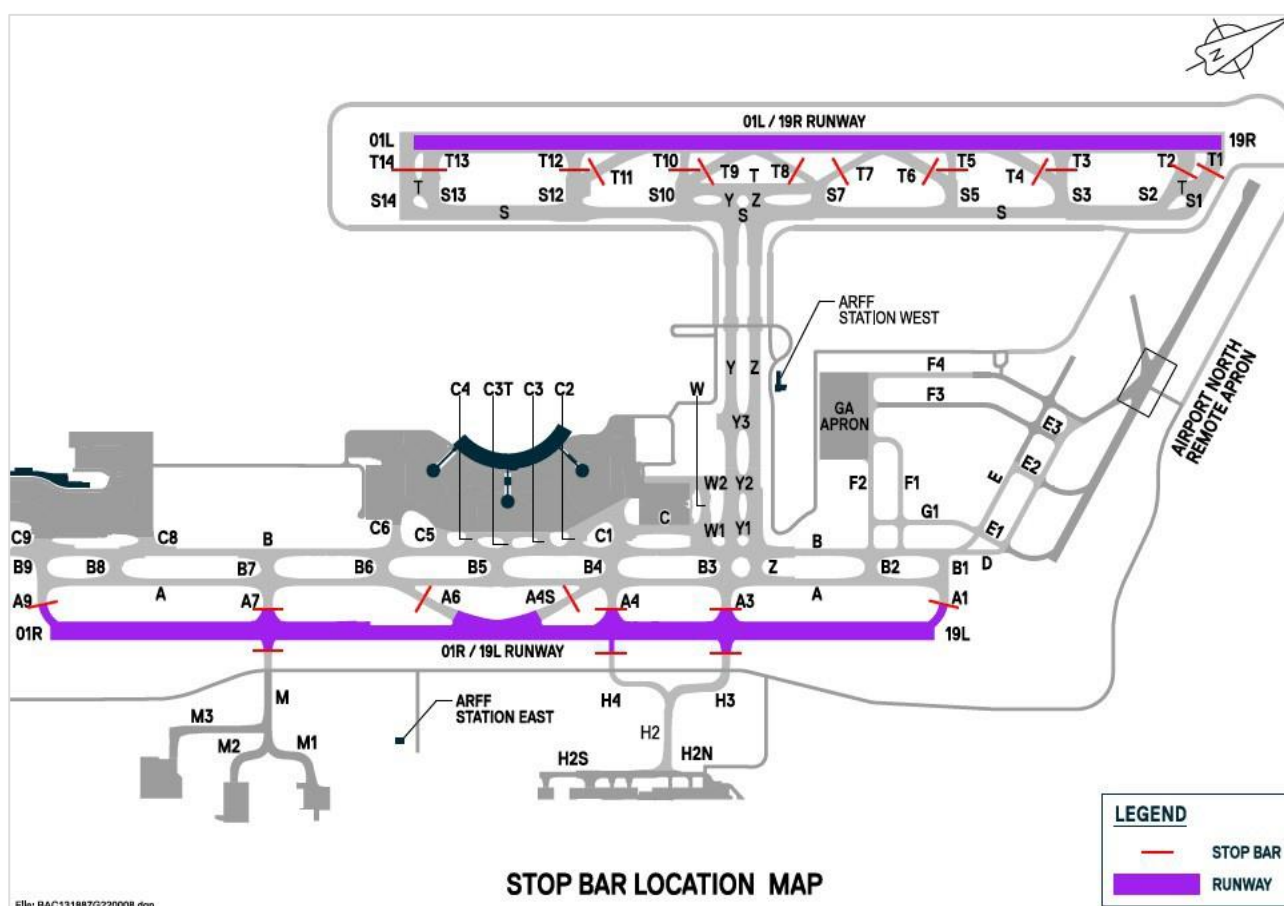 N
01L / 19R RUNWAY
01L
19R
T14
T13
T12
T11
T10
T9
T
T8
T7
T6
T5
T4
T3
T2
T1
T
S14
S13
S12
S10
Y
Z
S7
S5
S3
S2
T
S1
S
S
S
ARFF
STATION WEST
AIRPORT NORTH
REMOTE APRON
C4
C3T
C3
C2
W
Y
Z
Y3
GA
APRON
F4
F3
E3
E2
E
F2
F1
G1
E1
W2
Y2
C
W1
Y1
C9
C8
B
C6
C5
C1
B
D
B9
B8
B7
B6
B5
B4
B3
Z
B2
B1
A9
A
A7
A6
A4S
A4
A3
A
A1
01R
01R / 19L RUNWAY
19L
M
ARFF
STATION EAST
H4
H3
M3
M2
M1
H2
H2S
H2N
LEGEND
STOP BAR
RUNWAY
STOP BAR LOCATION MAP